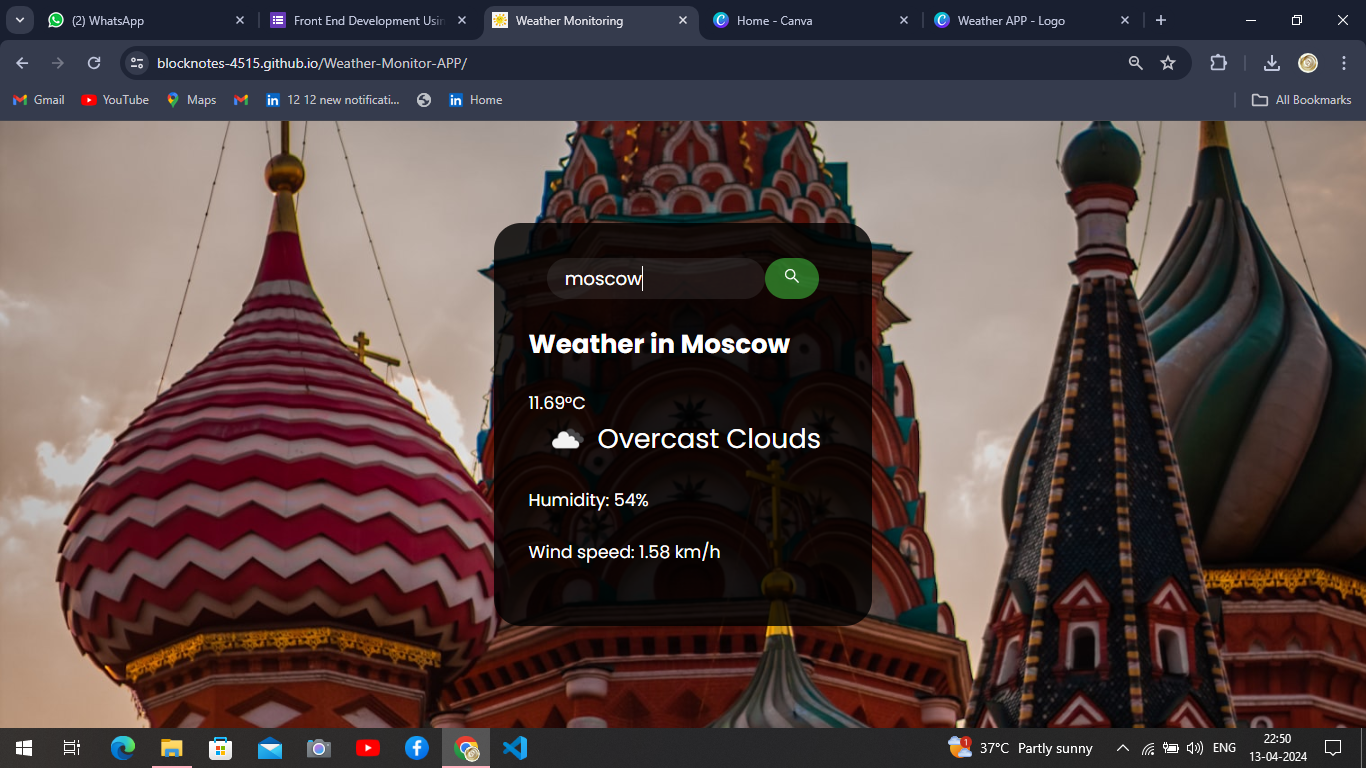 (2) WhatsApp
Front End Development Usin
Weather Monitoring
Home - Canva
Weather APP - Logo
blocknotes-4515.github.io/Weather-Monitor-APP/
Gmail
YouTube
Maps
12 12 new notificati...
Home
All Bookmarks
moscow
Weather in Moscow
11.69°C
Overcast Clouds
Humidity: 54%
Wind speed: 1.58 km/h
1
37°C Partly sunny
ENG
22:50
13-04-2024